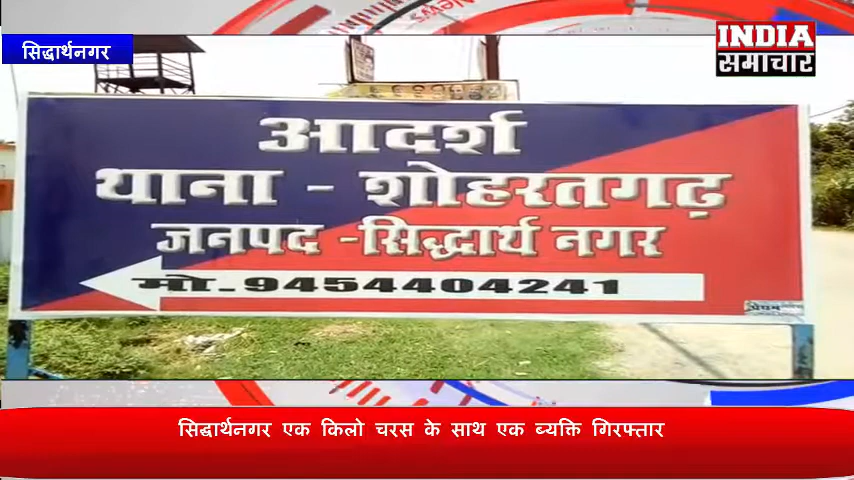 सिद्धार्थनगर
INDIA
समाचार
आदर्श
थाना - शोहरतगढ़
जनपद -सिद्धार्थ नगर
मो.-9454404241
सिद्धार्थनगर एक किलो चरस के साथ एक ब्यक्ति गिरफ्तार